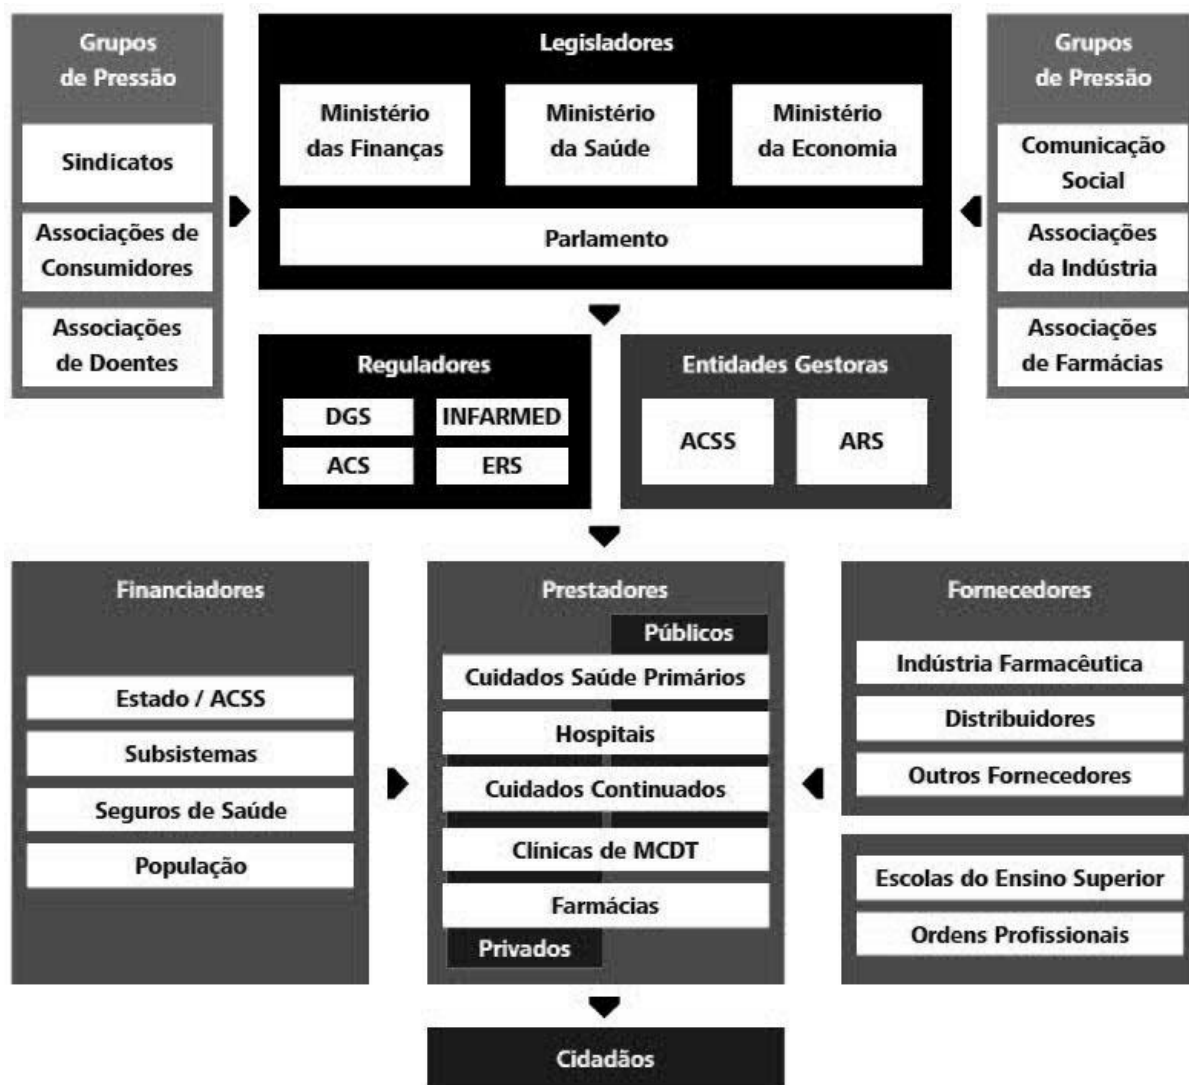 Grupos
de Pressão
Sindicatos
Associações de
Consumidores
Associações
de Doentes
Legisladores
Ministério
das Finanças
Ministério
da Saúde
Ministério
da Economia
Parlamento
Grupos
de Pressão
Comunicação
Social
Associações
da Indústria
Associações
de Farmácias
Reguladores
DGS
INFARMED
ACS
ERS
Entidades Gestoras
ACSS
ARS
Financiadores
Estado / ACSS
Subsistemas
Seguros de Saúde
População
Prestadores
Públicos
Cuidados Saúde Primários
Hospitais
Cuidados Continuados
Clínicas de MCDT
Farmácias
Privados
Fornecedores
Indústria Farmacêutica
Distribuidores
Outros Fornecedores
Escolas do Ensino Superior
Ordens Profissionais
Cidadãos